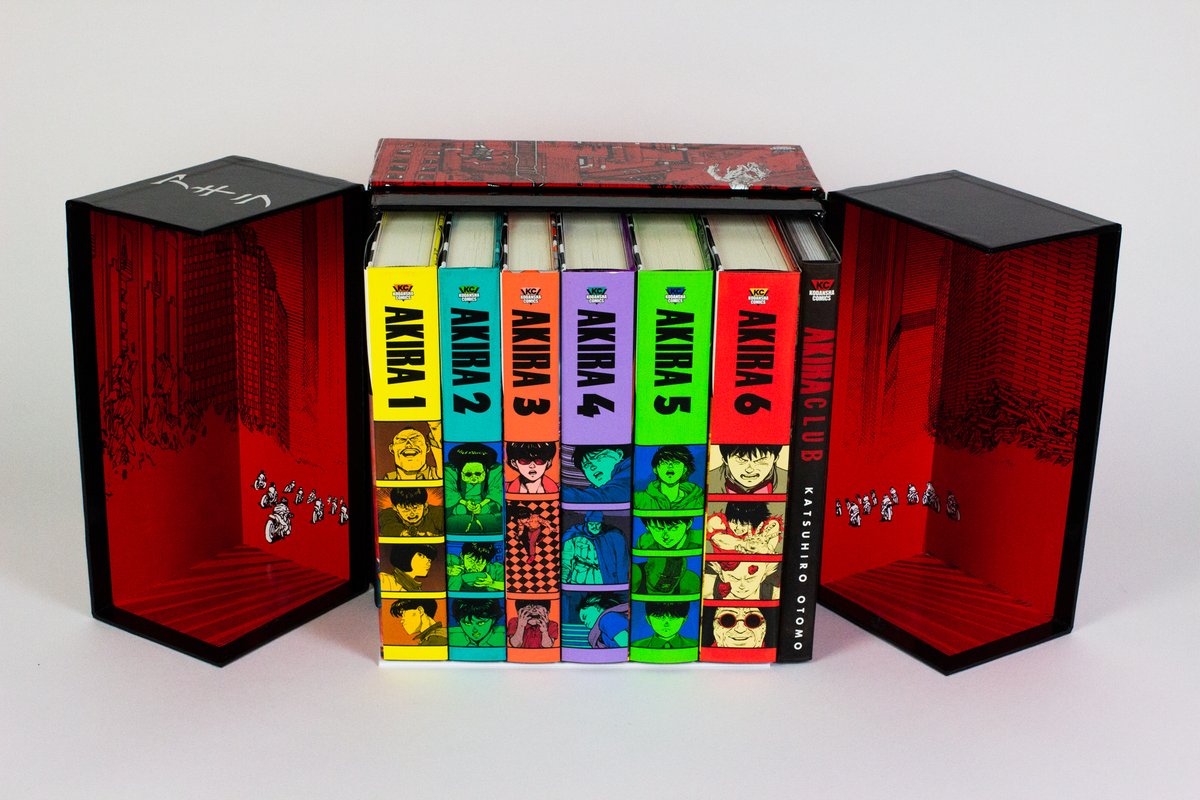 アキラ
KC
KODANSHA
COMICS
AKIRA 1
KC
KODANSHA
COMICS
AKIRA 2
KC
KODANSHA
COMICS
AKIRA 3
KC
KODANSHA
COMICS
AKIRA 4
KC
KODANSHA
COMICS
AKIRA 5
KC
KODANSHA
COMICS
AKIRA 6
KC
KODANSHA
COMICS
AKIRA CLUB
KATSUHIRO OTOMO